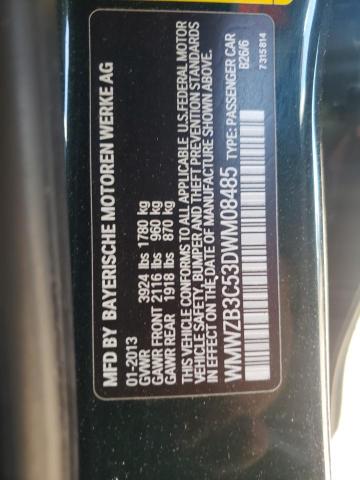 MFD BY BAYERISCHE MOTOREN WERKE AG
01-2013
GVWR 3924 lbs 1780 kg
GAWR FRONT 2116 lbs 960 kg
GAWR REAR 1918 lbs 870 kg
THIS VEHICLE CONFORMS TO ALL APPLICABLE U.S. FEDERAL MOTOR
VEHICLE SAFETY, BUMPER AND THEFT PREVENTION STANDARDS
IN EFFECT ON THE DATE OF MANUFACTURE SHOWN ABOVE.
WMWZB3C53DWM08485 TYPE: PASSENGER CAR
B26/6
7315814